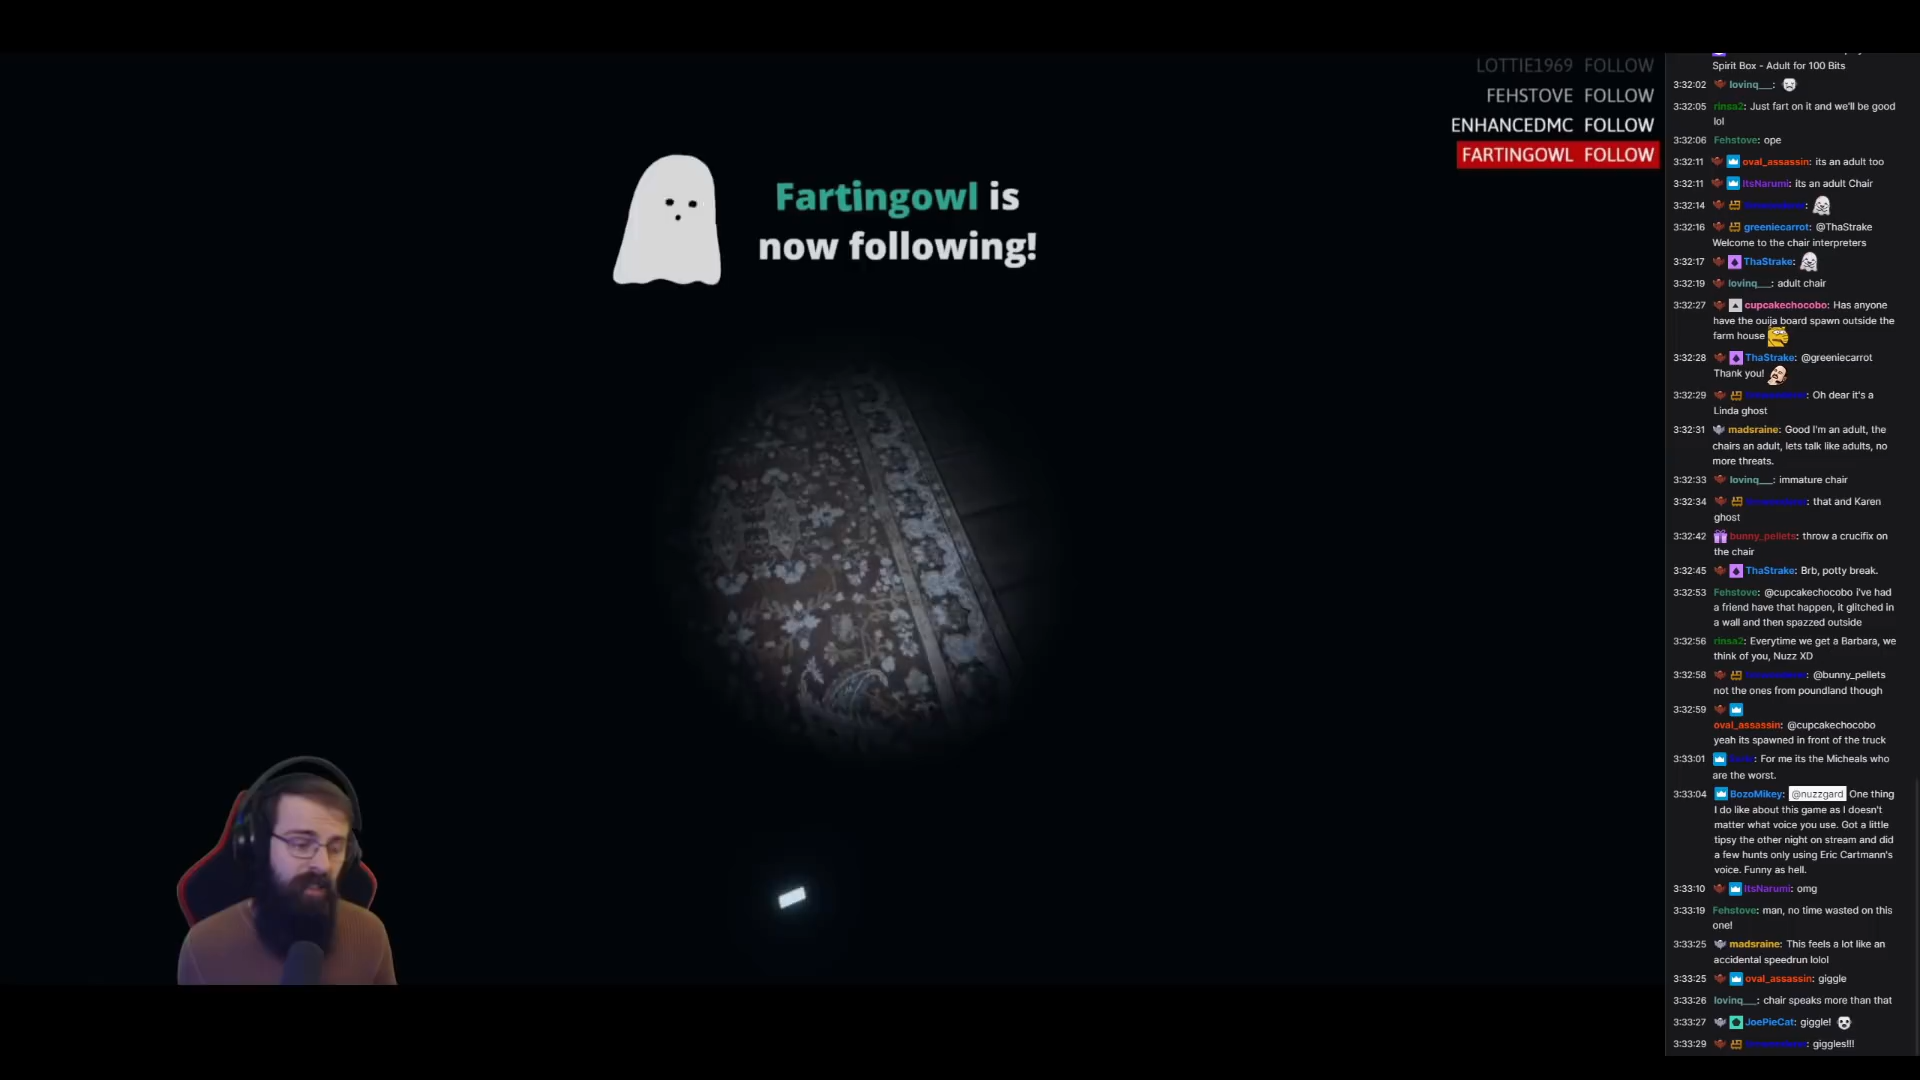 LOTTIE1969 FOLLOW
FEHSTOVE FOLLOW
ENHANCEDMC FOLLOW
FARTINGOWL FOLLOW
Fartingowl is
now following!
Spirit Box - Adult for 100 Bits
3:32:02 lovinq___:
3:32:05 rinsa2: Just fart on it and we'll be good
lol
3:32:06 Fehstove: ope
3:32:11 oval_assassin: its an adult too
3:32:11 ItsNarumi: its an adult Chair
3:32:14
3:32:16 greeniecarrot: @ThaStrake
Welcome to the chair interpreters
3:32:17 ThaStrake:
3:32:19 lovinq___: adult chair
3:32:27 cupcakechocobo: Has anyone
have the ouija board spawn outside the
farm house
3:32:28 ThaStrake: @greeniecarrot
Thank you!
3:32:29 : Oh dear it's a
Linda ghost
3:32:31 madsraine: Good I'm an adult, the
chairs an adult, lets talk like adults, no
more threats.
3:32:33 lovinq___: immature chair
3:32:34 : that and Karen
ghost
3:32:42 bunny_pellets: throw a crucifix on
the chair
3:32:45 ThaStrake: Brb, potty break.
3:32:53 Fehstove: @cupcakechocobo i've had
a friend have that happen, it glitched in
a wall and then spazzed outside
3:32:56 rinsa2: Everytime we get a Barbara, we
think of you, Nuzz XD
3:32:58 : @bunny_pellets
not the ones from poundland though
3:32:59
oval_assassin: @cupcakechocobo
yeah its spawned in front of the truck
3:33:01 : For me its the Micheals who
are the worst.
3:33:04 BozoMikey: @nuzzgard One thing
I do like about this game as I doesn't
matter what voice you use. Got a little
tipsy the other night on stream and did
a few hunts only using Eric Cartmann's
voice. Funny as hell.
3:33:10 ItsNarumi: omg
3:33:19 Fehstove: man, no time wasted on this
one!
3:33:25 madsraine: This feels a lot like an
accidental speedrun lolol
3:33:25 oval_assassin: giggle
3:33:26 lovinq___: chair speaks more than that
3:33:27 JoePieCat: giggle!
3:33:29 : giggles!!!